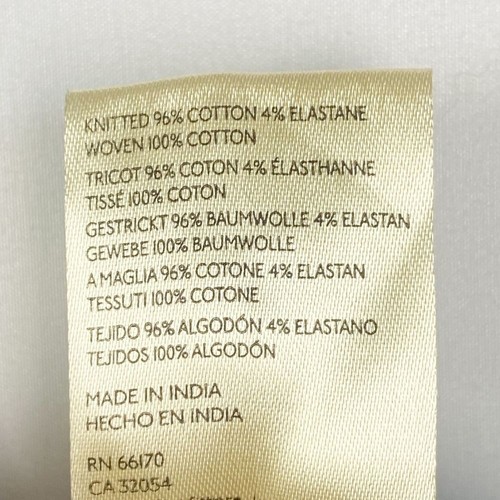 KNITTED 96% COTTON 4% ELASTANE
WOVEN 100% COTTON
TRICOT 96% COTON 4% ÉLASTHANNE
TISSÉ 100% COTON
GESTRICKT 96% BAUMWOLLE 4% ELASTAN
GEWEBE 100% BAUMWOLLE
A MAGLIA 96% COTONE 4% ELASTAN
TESSUTI 100% COTONE
TEJIDO 96% ALGODÓN 4% ELASTANO
TEJIDOS 100% ALGODÓN
MADE IN INDIA
HECHO EN INDIA
RN 66170
CA 32054